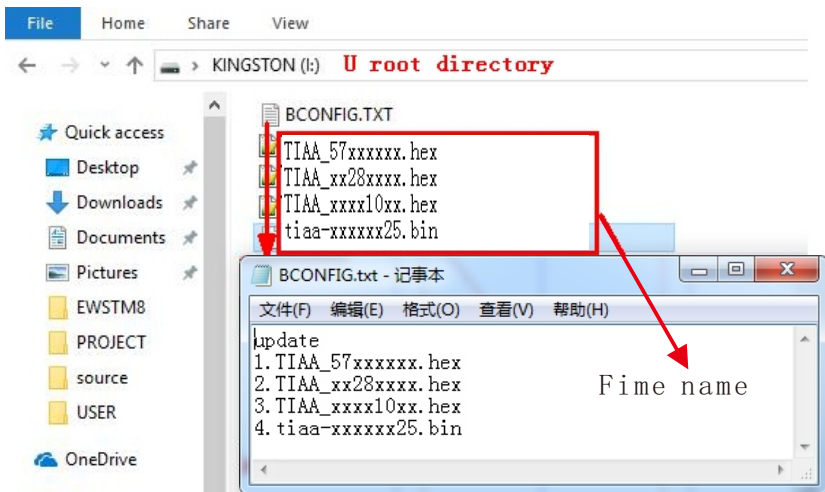 File Home Share View
KINGSTON (I:) U root directory
Quick access
Desktop
Downloads
Documents
Pictures
EWSTM8
PROJECT
source
USER
OneDrive
BCONFIG.TXT
TIAA_57xxxxxx.hex
TIAA_xx28xxxx.hex
TIAA_xxxx10xx.hex
tiaa-xxxxxx25.bin
BCONFIG.txt - 记事本
文件(F) 编辑(E) 格式(O) 查看(V) 帮助(H)
update
1.TIAA_57xxxxxx.hex
2.TIAA_xx28xxxx.hex
3.TIAA_xxxx10xx.hex
4.tiaa-xxxxxx25.bin
Fime name